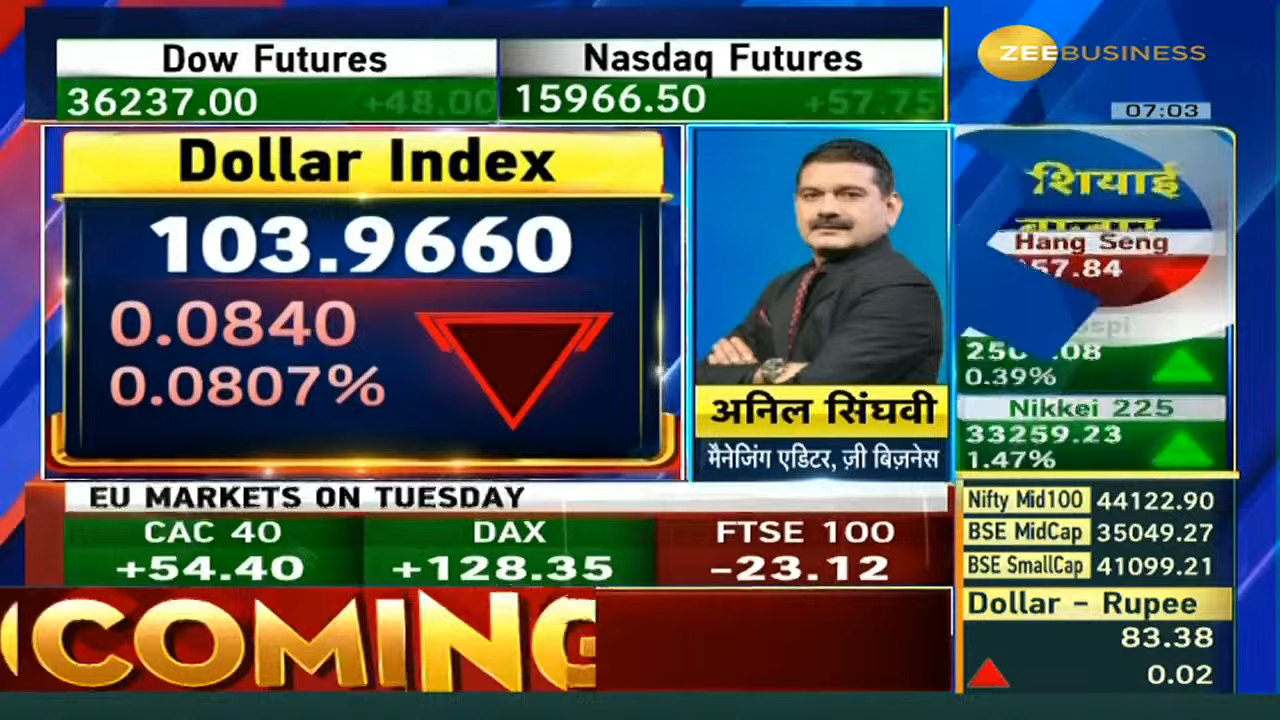 Dow Futures
36237.00 +48.00
Nasdaq Futures
15966.50 +57.75
ZEEBUSINESS
07:03
Dollar Index
103.9660
0.0840
0.0807%
अनिल सिंघवी
मैनेजिंग एडिटर, ज़ी बिज़नेस
शियाई
Hang Seng
57.84
0.39%
Nikkei 225
33259.23
1.47%
EU MARKETS ON TUESDAY
CAC 40
+54.40
DAX
+128.35
FTSE 100
-23.12
Nifty Mid100 44122.90
BSE MidCap 35049.27
BSE SmallCap 41099.21
Dollar - Rupee
83.38
0.02
COMING